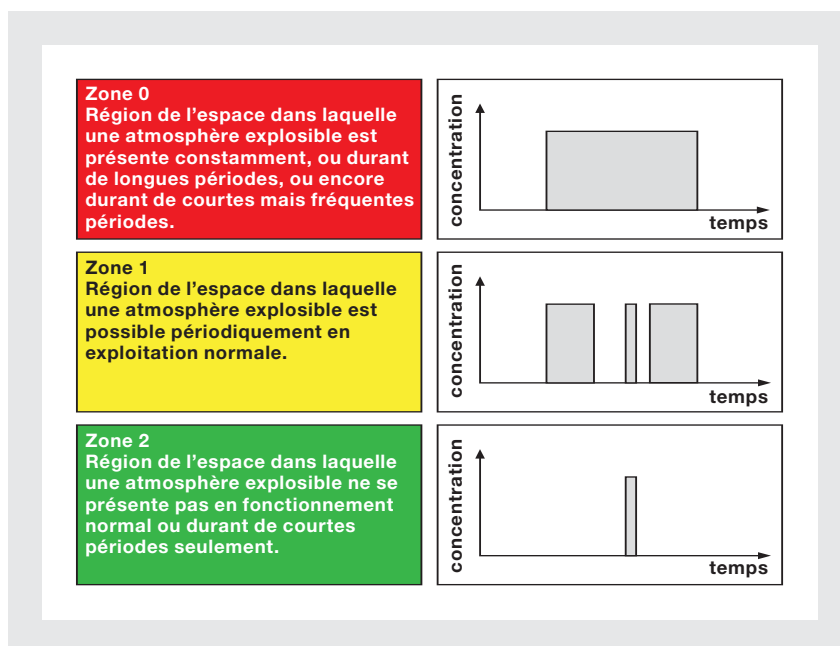 Zone 0
Région de l’espace dans laquelle
une atmosphère explosible est
présente constamment, ou durant
de longues périodes, ou encore
durant de courtes mais fréquentes
périodes.
concentration
temps
Zone 1
Région de l’espace dans laquelle
une atmosphère explosible est
possible périodiquement en
exploitation normale.
concentration
temps
Zone 2
Région de l’espace dans laquelle
une atmosphère explosible ne se
présente pas en fonctionnement
normal ou durant de courtes
périodes seulement.
concentration
temps